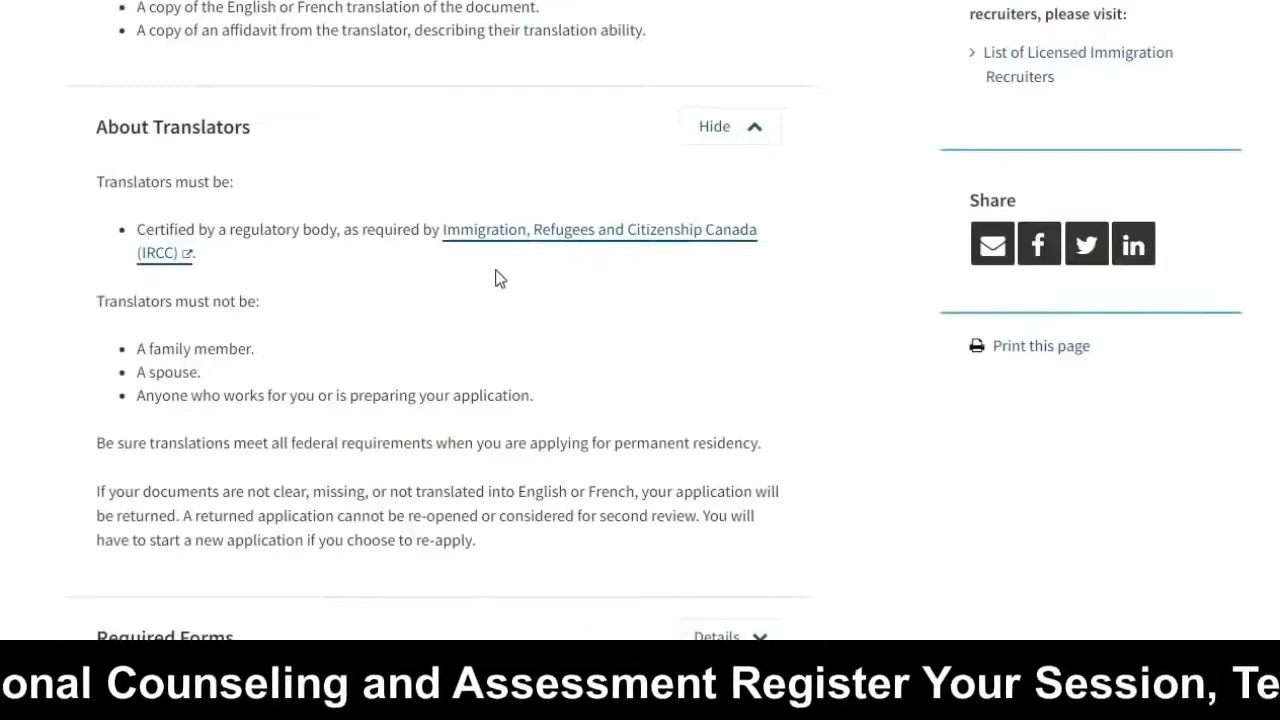 A copy of the English or French translation of the document.
A copy of an affidavit from the translator, describing their translation ability.
About Translators
Hide
Translators must be:
Certified by a regulatory body, as required by Immigration, Refugees and Citizenship Canada
(IRCC).
Translators must not be:
A family member.
A spouse.
Anyone who works for you or is preparing your application.
Be sure translations meet all federal requirements when you are applying for permanent residency.
If your documents are not clear, missing, or not translated into English or French, your application will
be returned. A returned application cannot be re-opened or considered for second review. You will
have to start a new application if you choose to re-apply.
Required Forms
Details
recruiters, please visit:
List of Licensed Immigration
Recruiters
Share
Print this page
onal Counseling and Assessment Register Your Session, Te